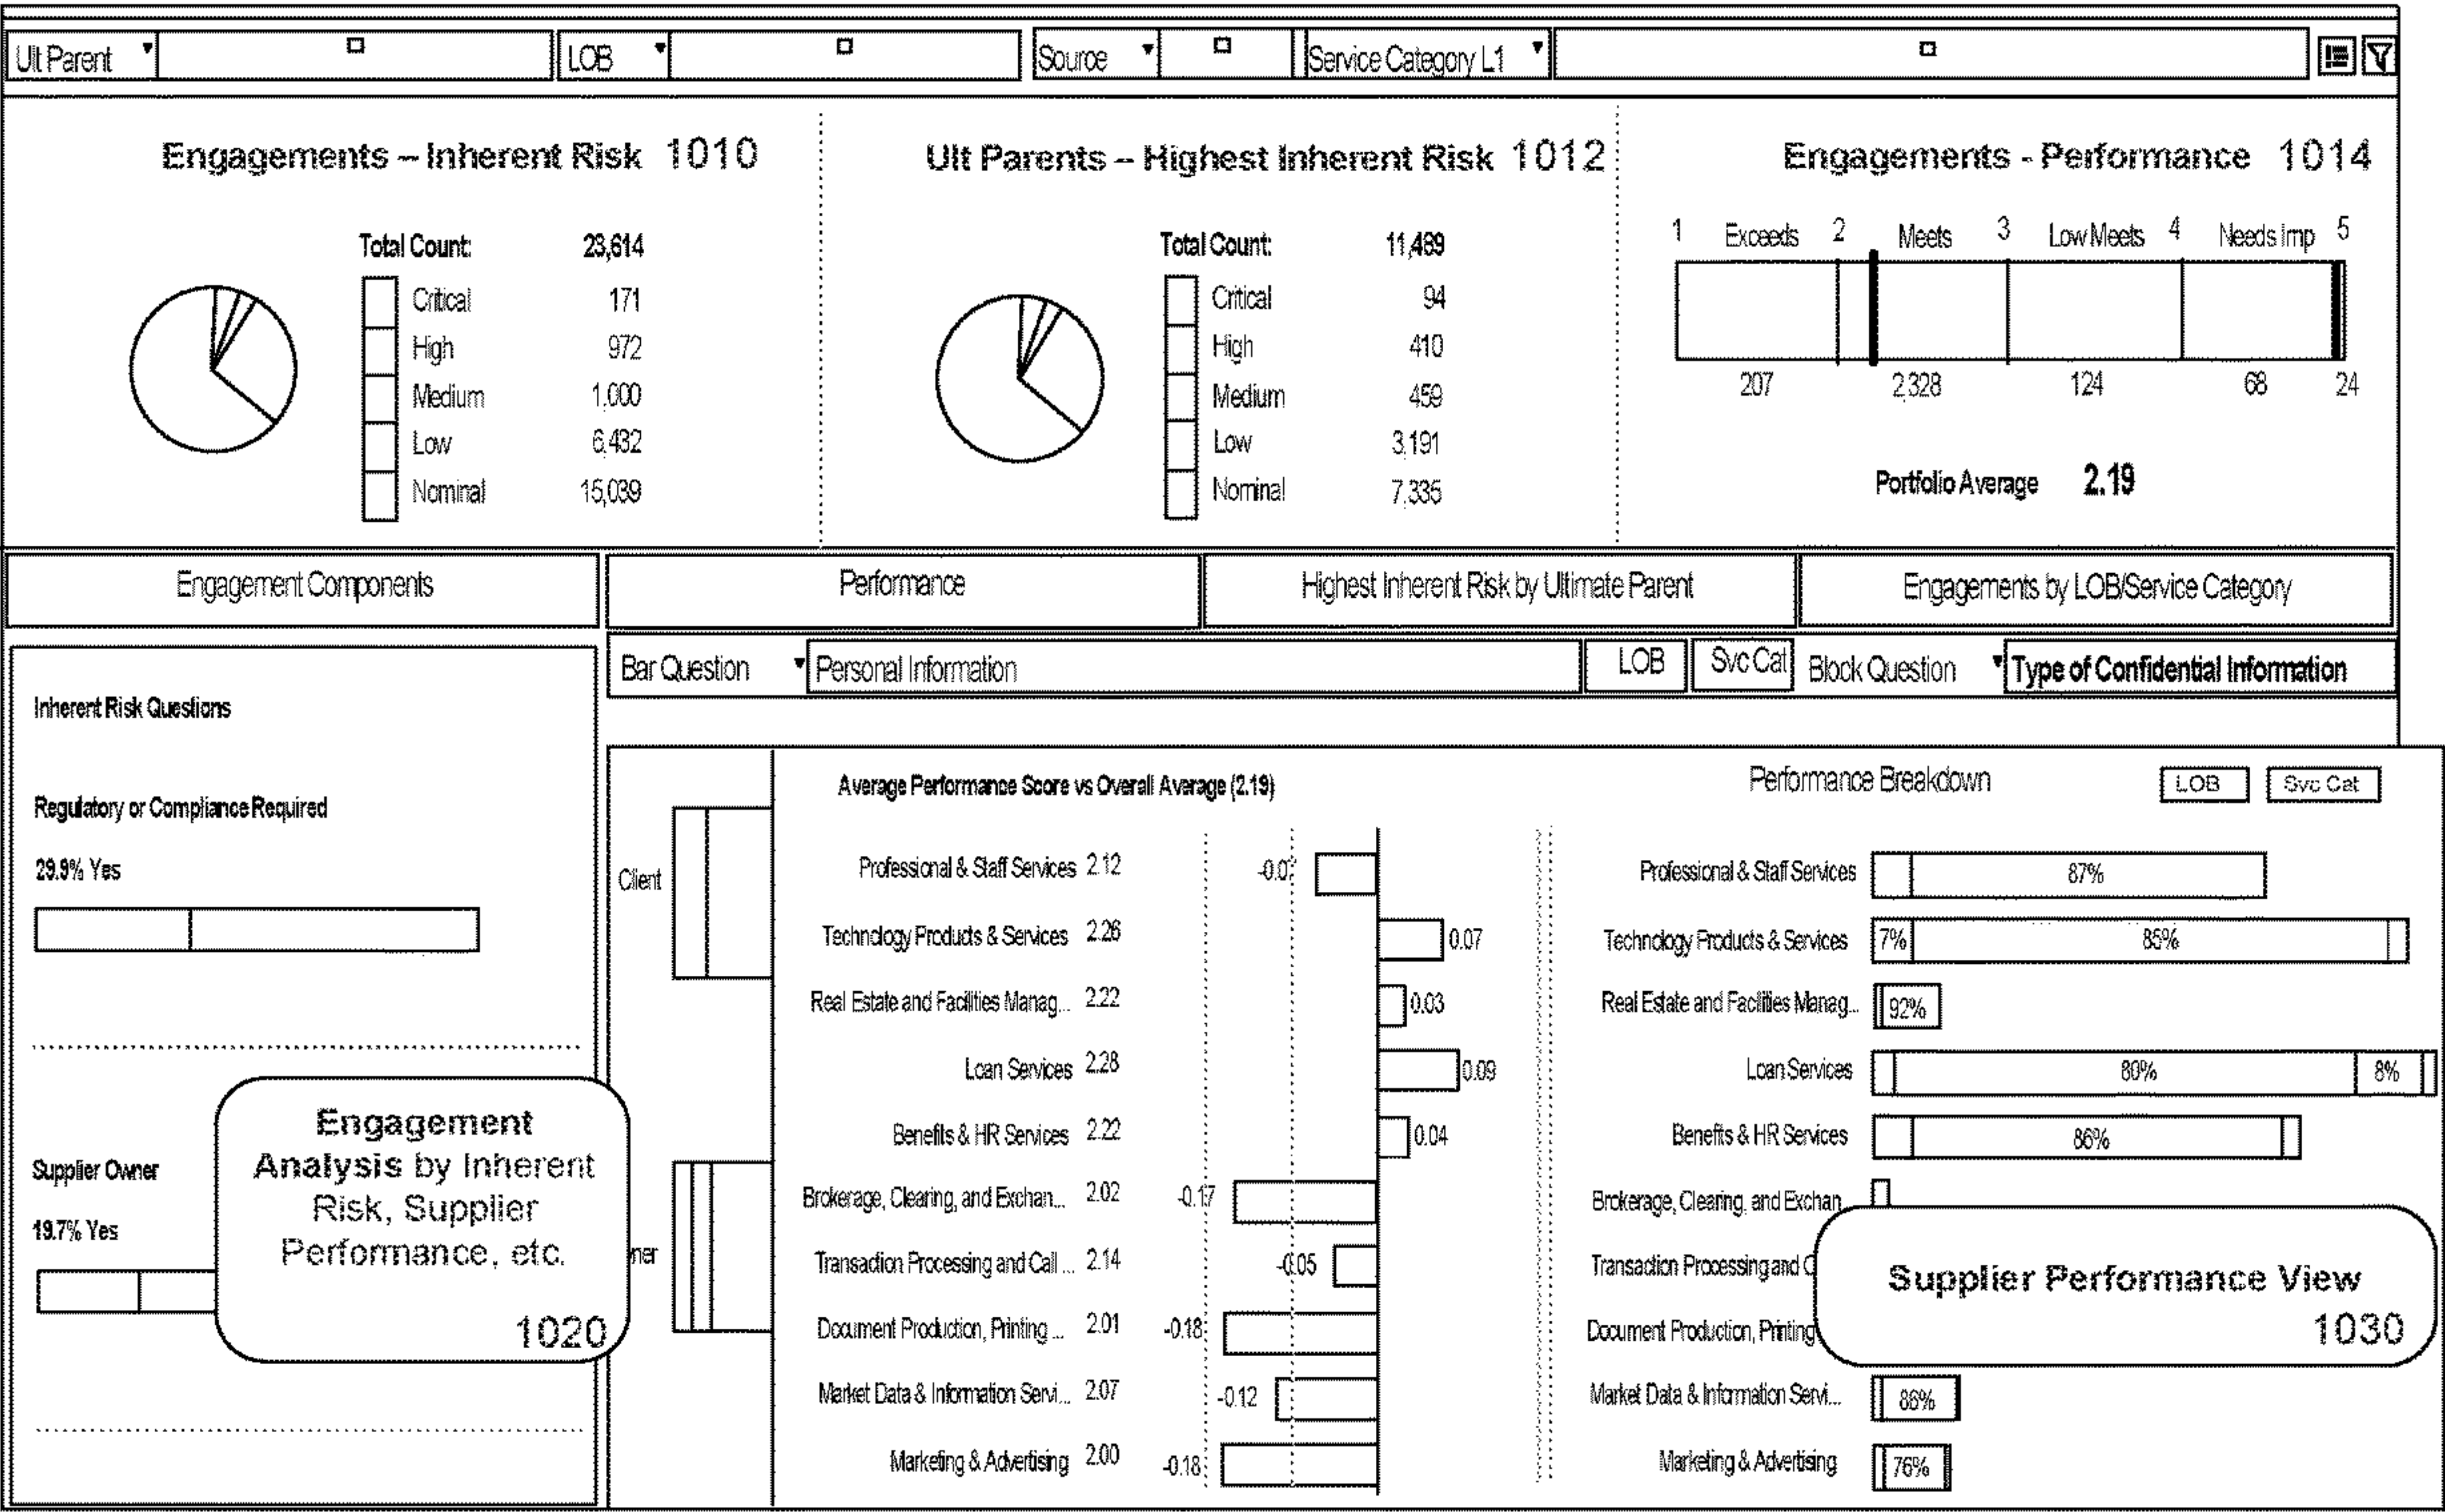 Ult Parent LOB Source Service Category L1
Engagements – Inherent Risk 1010
Total Count: 23,614
Critical 171
High 972
Medium 1,000
Low 6,432
Nominal 15,039
Ult Parents – Highest Inherent Risk 1012
Total Count: 11,489
Critical 94
High 410
Medium 459
Low 3,191
Nominal 7,335
Engagements - Performance 1014
1 Exceeds 2 Meets 3 Low Meets 4 Needs Imp 5
207 2,328 124 68 24
Portfolio Average 2.19
Engagement Components Performance Highest Inherent Risk by Ultimate Parent Engagements by LOB/Service Category
Bar Question Personal Information LOB Svc Cat Block Question Type of Confidential Information
Inherent Risk Questions
Regulatory or Compliance Required
29.9% Yes
Supplier Owner
19.7% Yes
Engagement
Analysis by Inherent
Risk, Supplier
Performance, etc.
1020
Client
ner
Average Performance Score vs Overall Average (2.19)
Professional & Staff Services 2.12 -0.0
Technology Products & Services 2.26 0.07
Real Estate and Facilities Manag... 2.22 0.03
Loan Services 2.28 0.09
Benefits & HR Services 2.22 0.04
Brokerage, Clearing, and Exchan... 2.02 -0.17
Transaction Processing and Call ... 2.14 -0.05
Document Production, Printing ... 2.01 -0.18
Market Data & Information Servi... 2.07 -0.12
Marketing & Advertising 2.00 -0.18
Performance Breakdown LOB Svc Cat
Professional & Staff Services 87%
Technology Products & Services 7% 85%
Real Estate and Facilities Manag... 92%
Loan Services 80% 8%
Benefits & HR Services 86%
Brokerage, Clearing, and Exchan
Transaction Processing and C
Document Production, Printing
Market Data & Information Servi... 86%
Marketing & Advertising 76%
Supplier Performance View
1030